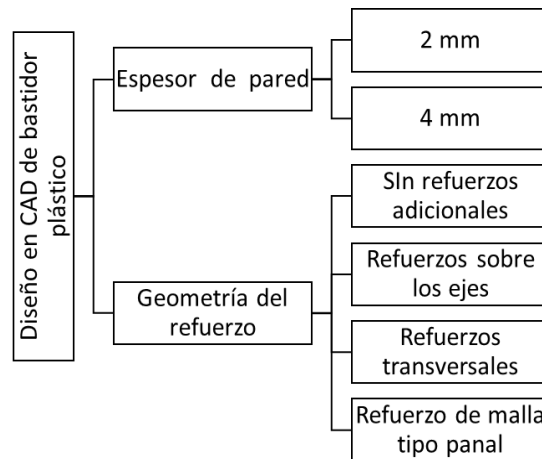 Diseño en CAD de bastidor
plástico
Espesor de pared
2 mm
4 mm
Geometría del
refuerzo
SIn refuerzos
adicionales
Refuerzos sobre
los ejes
Refuerzos
transversales
Refuerzo de malla
tipo panal